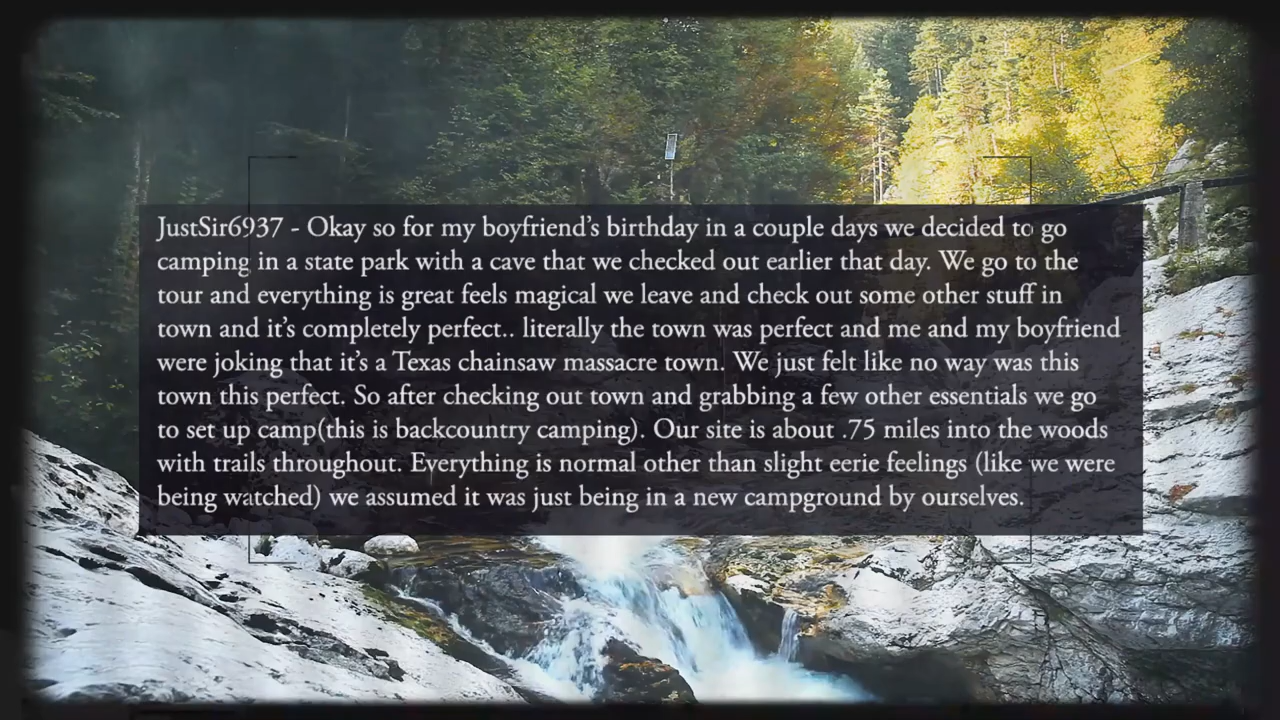 JustSir6937 - Okay so for my boyfriend’s birthday in a couple days we decided to go
camping in a state park with a cave that we checked out earlier that day. We go to the
tour and everything is great feels magical we leave and check out some other stuff in
town and it’s completely perfect.. literally the town was perfect and me and my boyfriend
were joking that it’s a Texas chainsaw massacre town. We just felt like no way was this
town this perfect. So after checking out town and grabbing a few other essentials we go
to set up camp(this is backcountry camping). Our site is about .75 miles into the woods
with trails throughout. Everything is normal other than slight eerie feelings (like we were
being watched) we assumed it was just being in a new campground by ourselves.